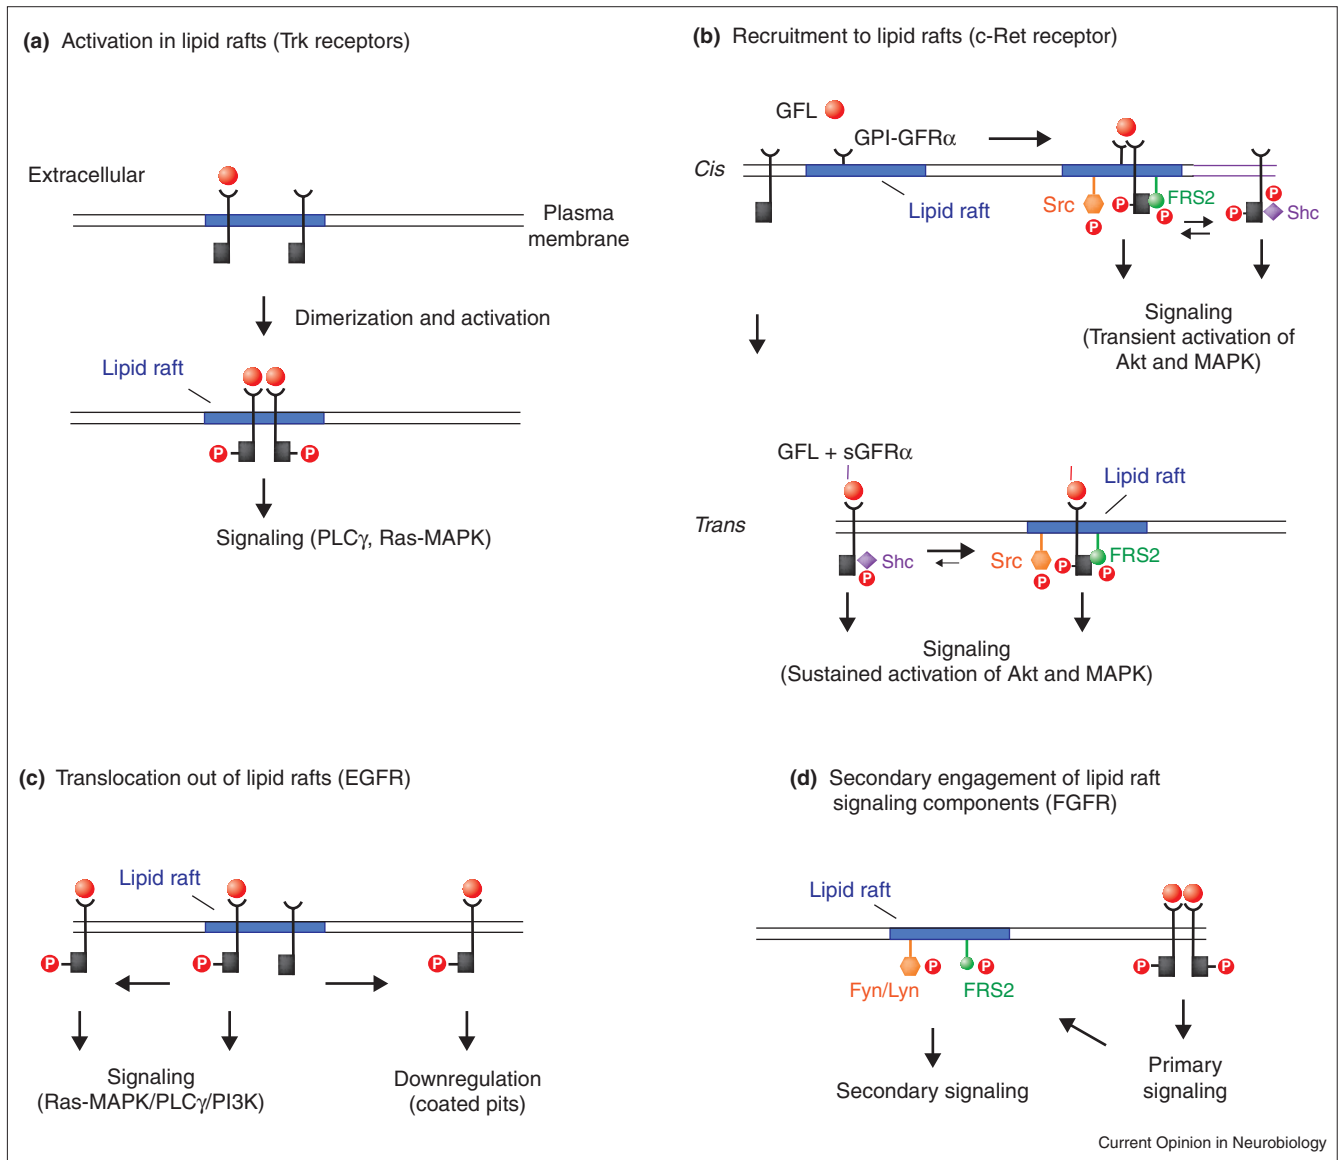 (a) Activation in lipid rafts (Trk receptors)
Extracellular
Plasma
membrane
Dimerization and activation
Lipid raft
P
P
Signaling (PLCγ, Ras-MAPK)
(b) Recruitment to lipid rafts (c-Ret receptor)
GFL
GPI-GFRα
Cis
Lipid raft
Src
P
P
FRS2
P
P
P
Shc
Signaling
(Transient activation of
Akt and MAPK)
GFL + sGFRα
Lipid raft
Trans
Shc
P
Src
P
P
FRS2
P
Signaling
(Sustained activation of Akt and MAPK)
(c) Translocation out of lipid rafts (EGFR)
Lipid raft
P
P
P
Signaling
(Ras-MAPK/PLCγ/PI3K)
Downregulation
(coated pits)
(d) Secondary engagement of lipid raft
signaling components (FGFR)
Lipid raft
P
P
P
P
Fyn/Lyn
FRS2
Secondary signaling
Primary
signaling
Current Opinion in Neurobiology